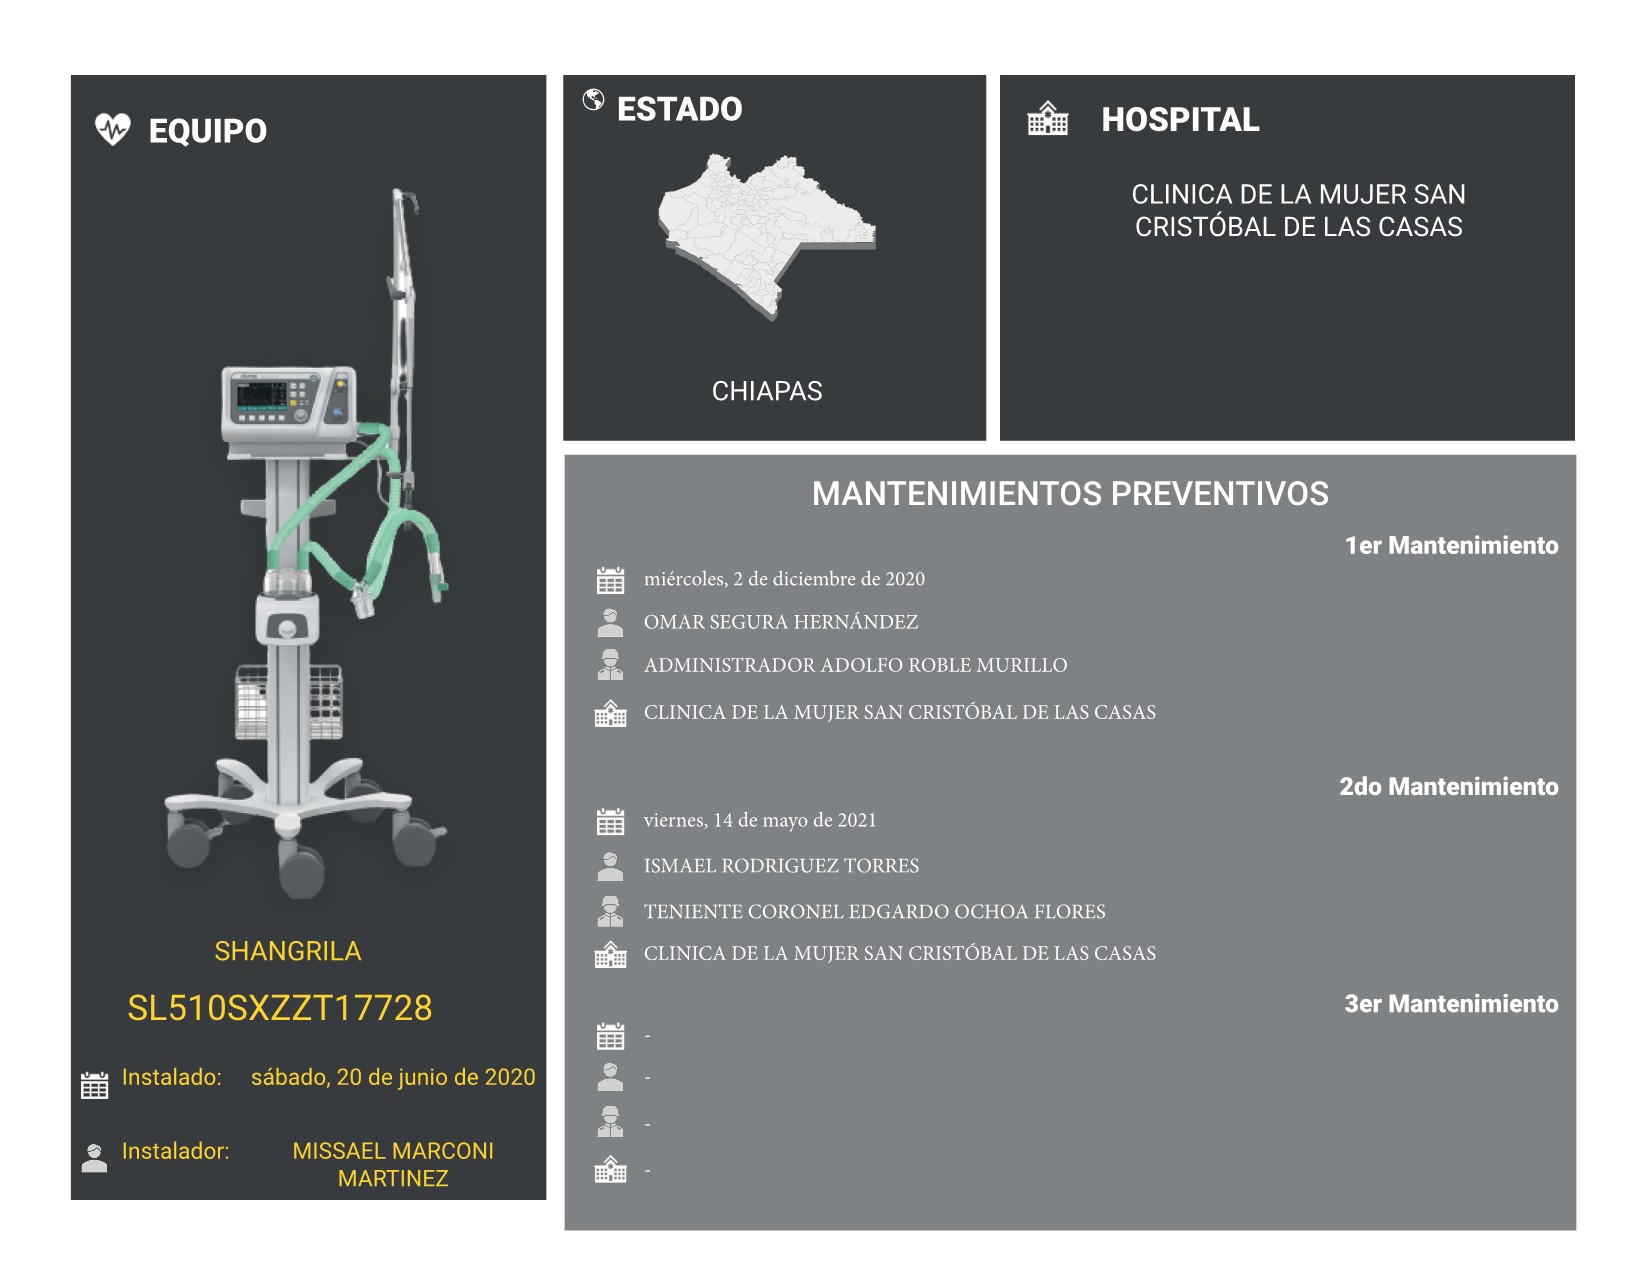 EQUIPO
SHANGRILA
SL510SXZZT17728
Instalado: sábado, 20 de junio de 2020
Instalador: MISSAEL MARCONI
MARTINEZ
ESTADO
CHIAPAS
HOSPITAL
CLINICA DE LA MUJER SAN
CRISTÓBAL DE LAS CASAS
MANTENIMIENTOS PREVENTIVOS
1er Mantenimiento
miércoles, 2 de diciembre de 2020
OMAR SEGURA HERNÁNDEZ
ADMINISTRADOR ADOLFO ROBLE MURILLO
CLINICA DE LA MUJER SAN CRISTÓBAL DE LAS CASAS
2do Mantenimiento
viernes, 14 de mayo de 2021
ISMAEL RODRIGUEZ TORRES
TENIENTE CORONEL EDGARDO OCHOA FLORES
CLINICA DE LA MUJER SAN CRISTÓBAL DE LAS CASAS
3er Mantenimiento
-
-
-
-